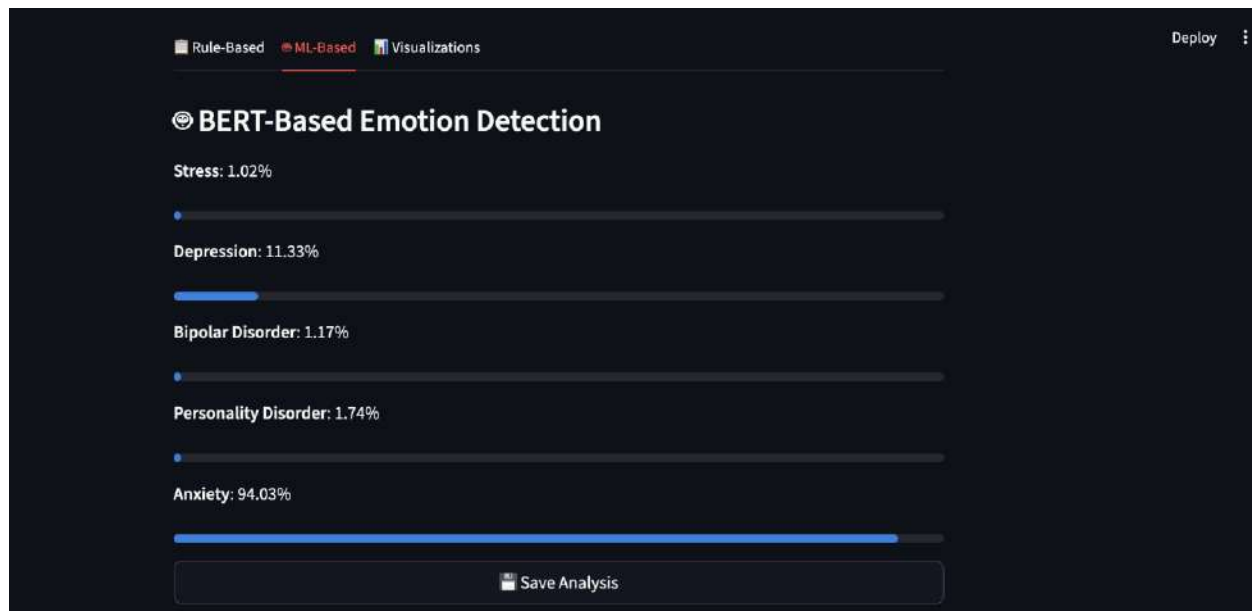 Rule-Based ML-Based Visualizations Deploy
BERT-Based Emotion Detection
Stress: 1.02%
Depression: 11.33%
Bipolar Disorder: 1.17%
Personality Disorder: 1.74%
Anxiety: 94.03%
Save Analysis